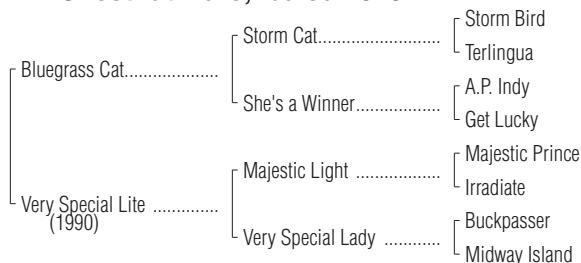 Storm Bird
Storm Cat........................
Terlingua
Bluegrass Cat...................
A.P. Indy
She's a Winner.................
Get Lucky
Majestic Prince
Majestic Light .................
Irradiate
Very Special Lite .............
(1990)
Buckpasser
Very Special Lady ............
Midway Island